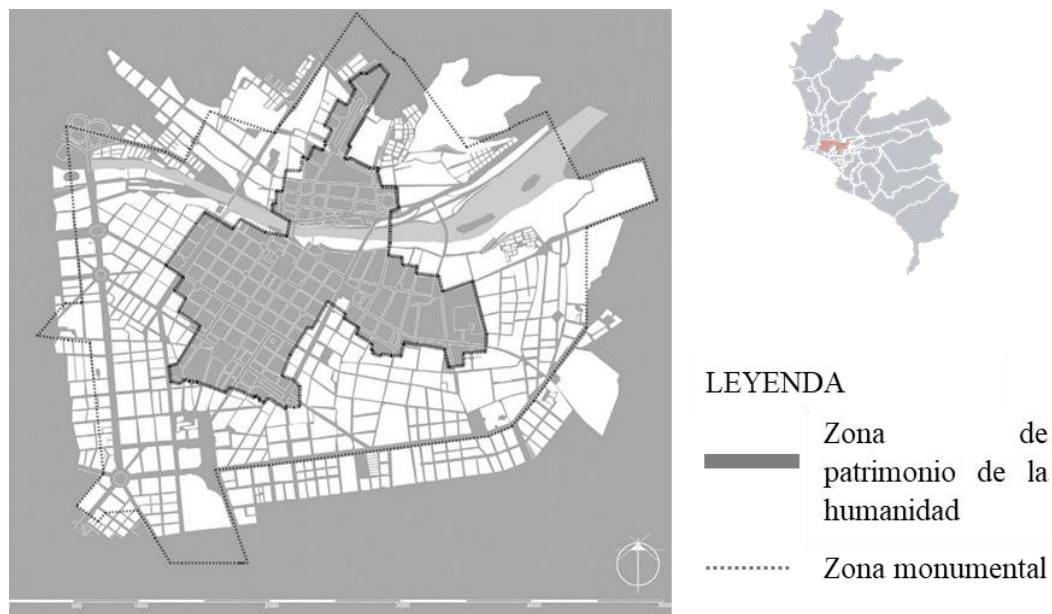 LEYENDA
Zona de
patrimonio de la
humanidad
Zona monumental